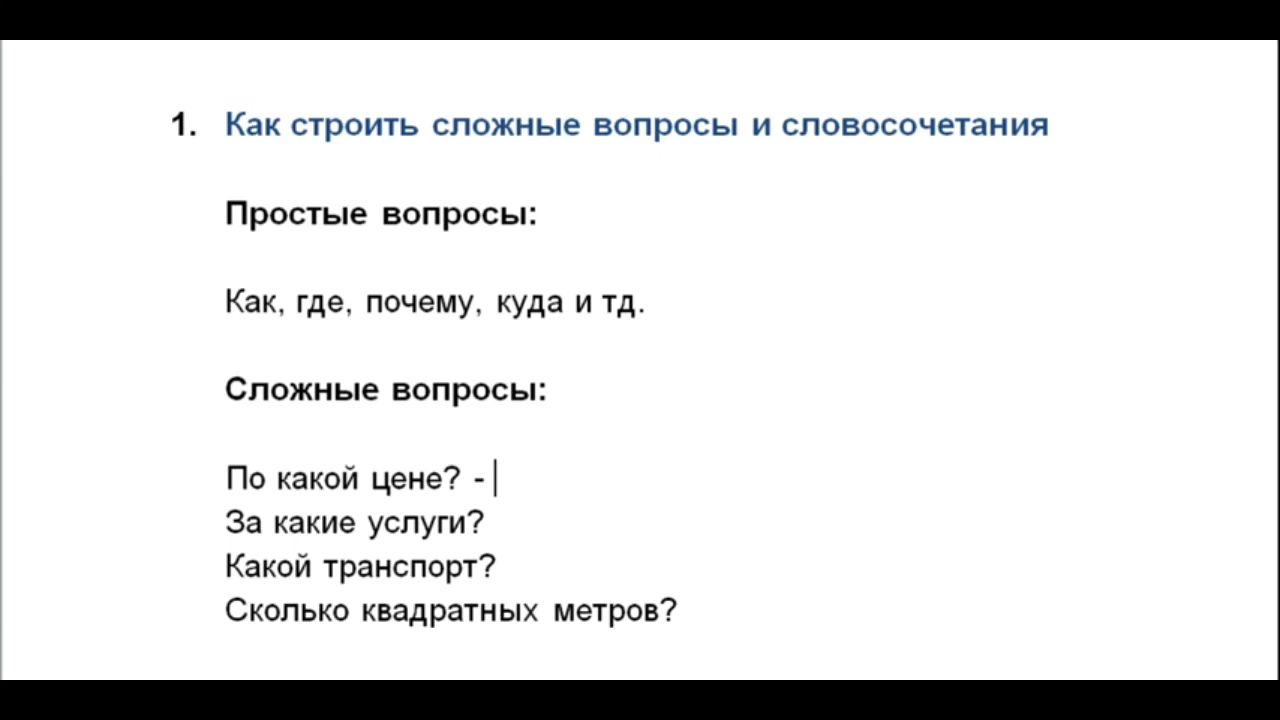 1. Как строить сложные вопросы и словосочетания
Простые вопросы:
Как, где, почему, куда и тд.
Сложные вопросы:
По какой цене? -
За какие услуги?
Какой транспорт?
Сколько квадратных метров?